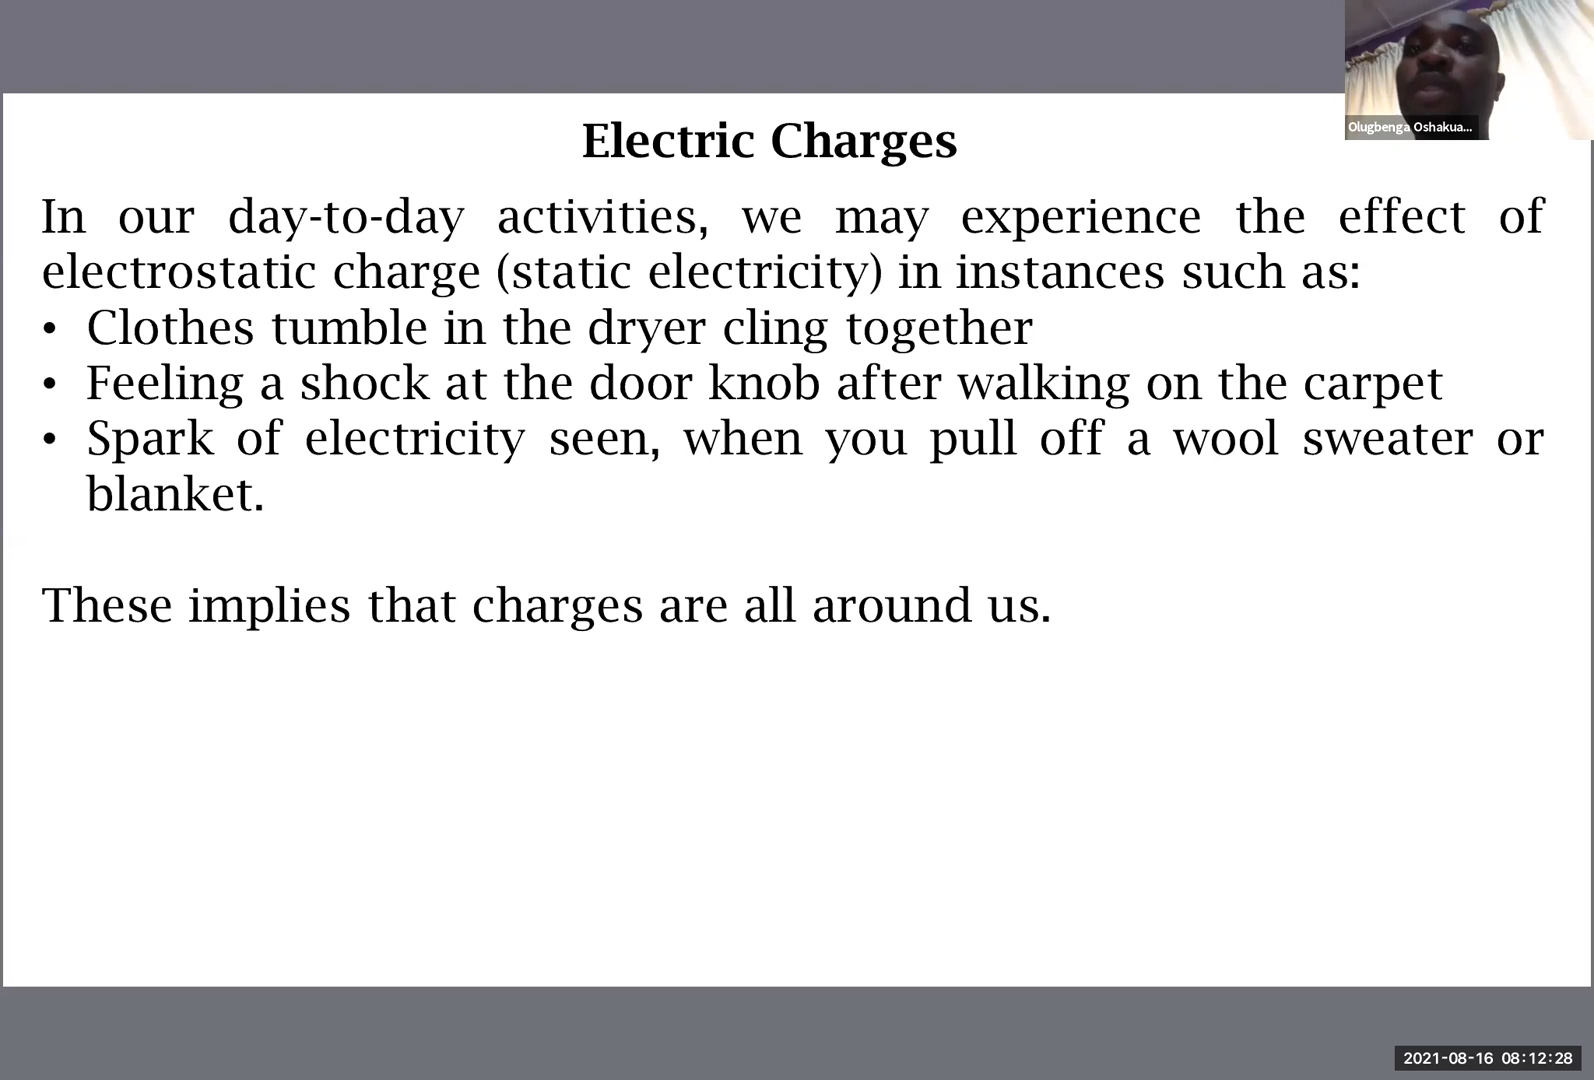 Olugbenga Oshakua...
Electric Charges
In our day-to-day activities, we may experience the effect of
electrostatic charge (static electricity) in instances such as:
• Clothes tumble in the dryer cling together
• Feeling a shock at the door knob after walking on the carpet
• Spark of electricity seen, when you pull off a wool sweater or
blanket.
These implies that charges are all around us.
2021-08-16 08:12:28